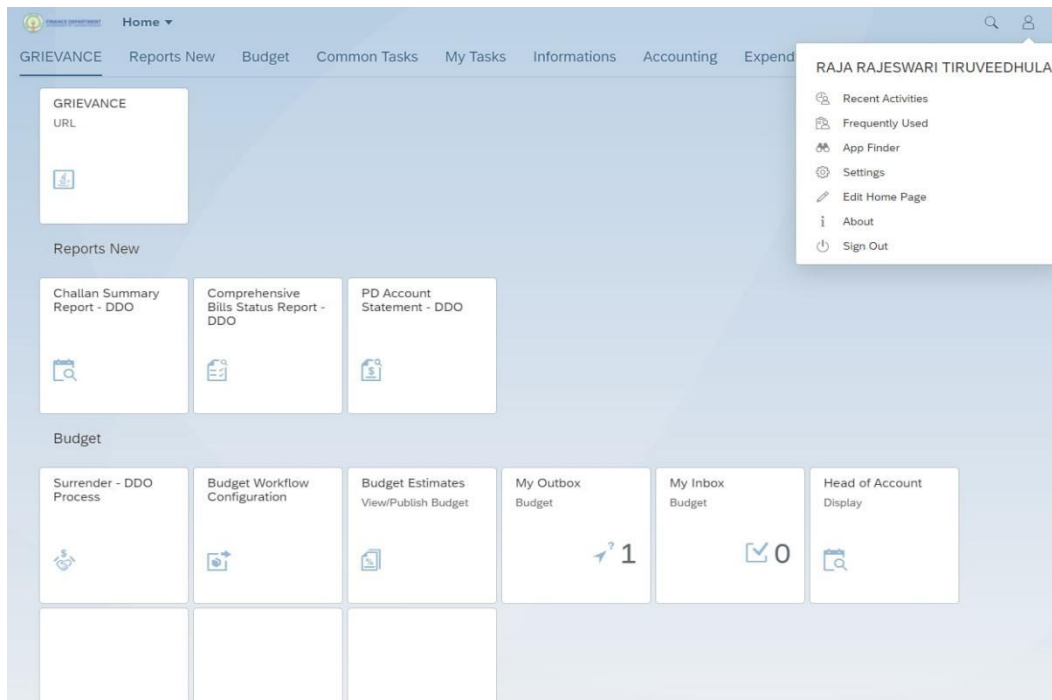 FINANCE DEPARTMENT
Home
GRIEVANCE Reports New Budget Common Tasks My Tasks Informations Accounting Expend
RAJA RAJESWARI TIRUVEEDHULA
Recent Activities
Frequently Used
App Finder
Settings
Edit Home Page
About
Sign Out
GRIEVANCE
URL
Reports New
Challan Summary
Report - DDO
Comprehensive
Bills Status Report -
DDO
PD Account
Statement - DDO
Budget
Surrender - DDO
Process
Budget Workflow
Configuration
Budget Estimates
View/Publish Budget
My Outbox
Budget
1
My Inbox
Budget
0
Head of Account
Display